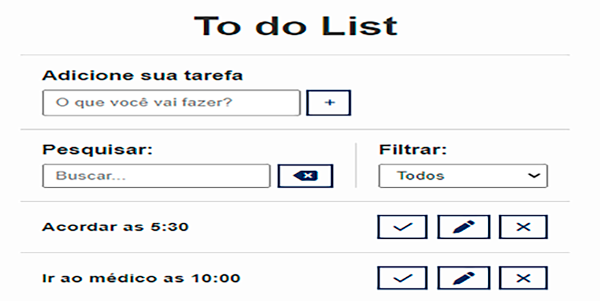 To do List
Adicione sua tarefa
O que você vai fazer?
+
Pesquisar:
Filtrar:
Buscar...
Todos
Acordar as 5:30
Ir ao médico as 10:00